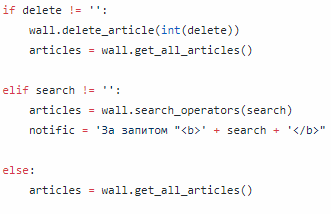 if delete != '':
    wall.delete_article(int(delete))
    articles = wall.get_all_articles()

elif search != '':
    articles = wall.search_operators(search)
    notific = 'За запитом "<b>' + search + '</b>"

else:
    articles = wall.get_all_articles()